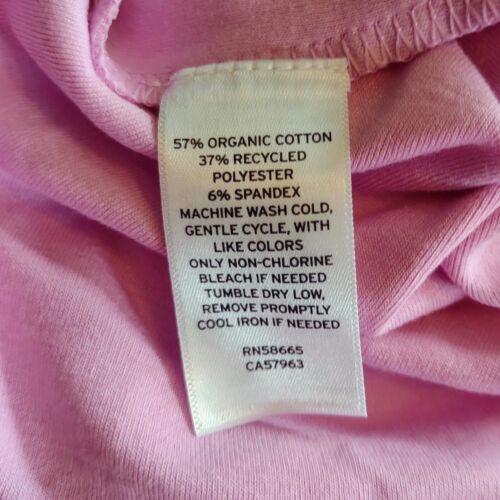 57% ORGANIC COTTON
37% RECYCLED
POLYESTER
6% SPANDEX
MACHINE WASH COLD,
GENTLE CYCLE, WITH
LIKE COLORS
ONLY NON-CHLORINE
BLEACH IF NEEDED
TUMBLE DRY LOW,
REMOVE PROMPTLY
COOL IRON IF NEEDED
RN58665
CA57963